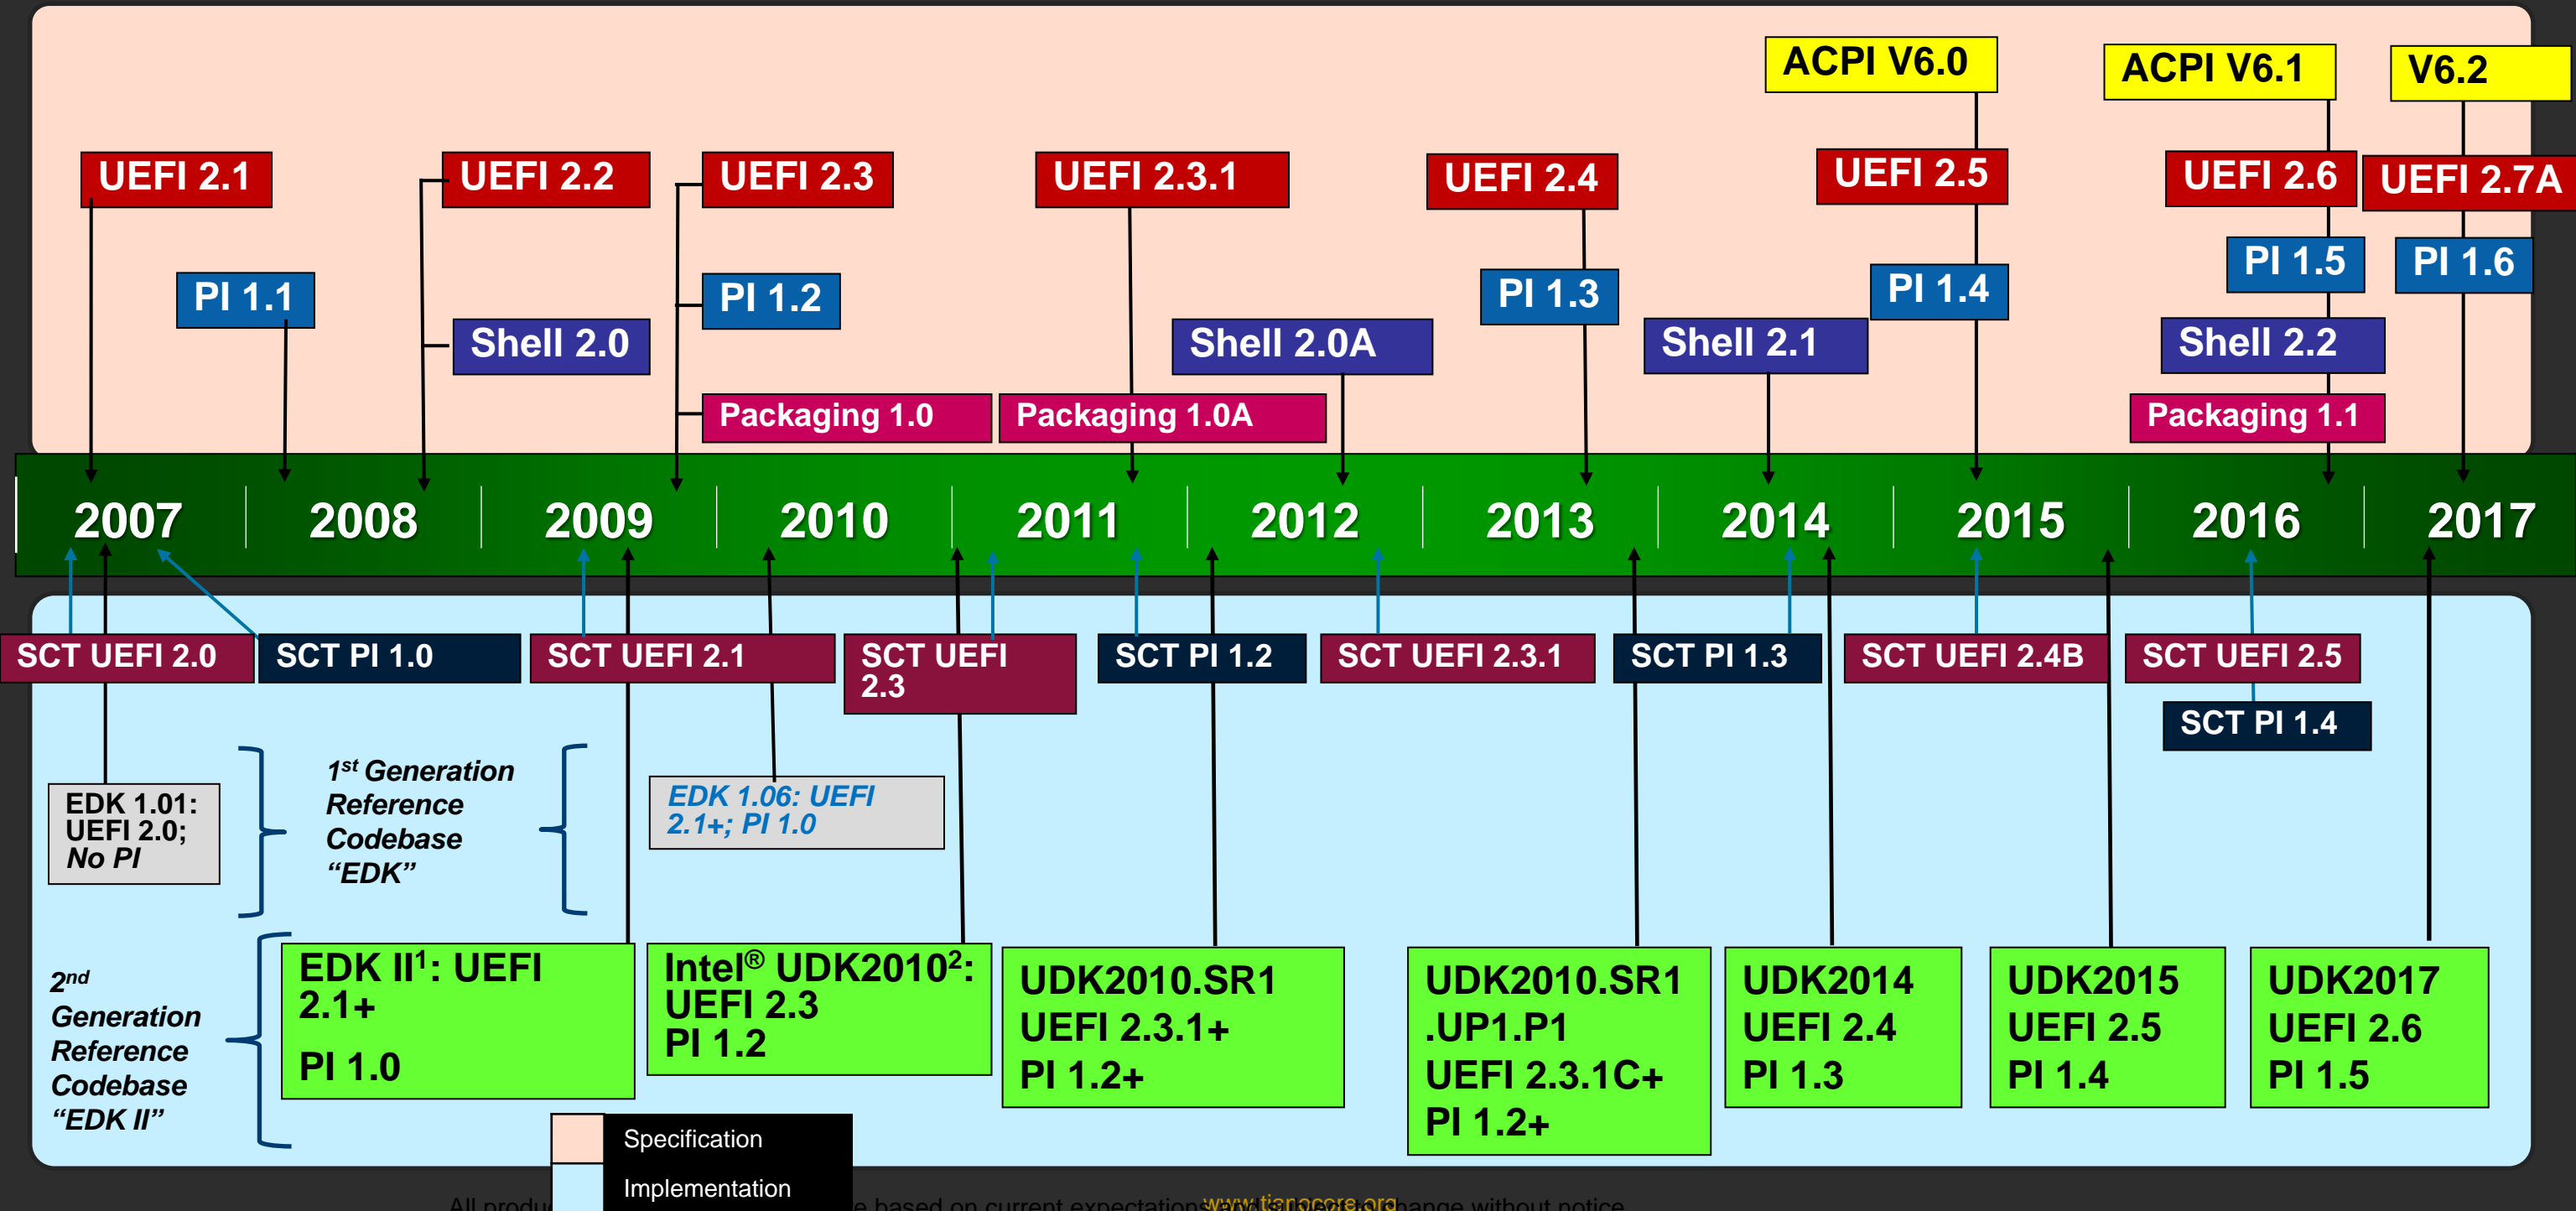 ACPI V6.0
ACPI V6.1
V6.2
UEFI 2.1
UEFI 2.2
UEFI 2.3
UEFI 2.3.1
UEFI 2.4
UEFI 2.5
UEFI 2.6
UEFI 2.7A
PI 1.1
PI 1.2
PI 1.3
PI 1.4
PI 1.5
PI 1.6
Shell 2.0
Shell 2.0A
Shell 2.1
Shell 2.2
Packaging 1.0
Packaging 1.0A
Packaging 1.1
2007
2008
2009
2010
2011
2012
2013
2014
2015
2016
2017
SCT UEFI 2.0
SCT PI 1.0
SCT UEFI 2.1
SCT UEFI
2.3
SCT PI 1.2
SCT UEFI 2.3.1
SCT PI 1.3
SCT UEFI 2.4B
SCT UEFI 2.5
SCT PI 1.4
EDK 1.01:
UEFI 2.0;
No PI
1st Generation
Reference
Codebase
“EDK”
EDK 1.06: UEFI
2.1+; PI 1.0
2nd
Generation
Reference
Codebase
“EDK II”
EDK II1: UEFI
2.1+
PI 1.0
Intel® UDK20102:
UEFI 2.3
PI 1.2
UDK2010.SR1
UEFI 2.3.1+
PI 1.2+
UDK2010.SR1
.UP1.P1
UEFI 2.3.1C+
PI 1.2+
UDK2014
UEFI 2.4
PI 1.3
UDK2015
UEFI 2.5
PI 1.4
UDK2017
UEFI 2.6
PI 1.5
Specification
Implementation
All based on current expectations change without notice
www.tianocore.org